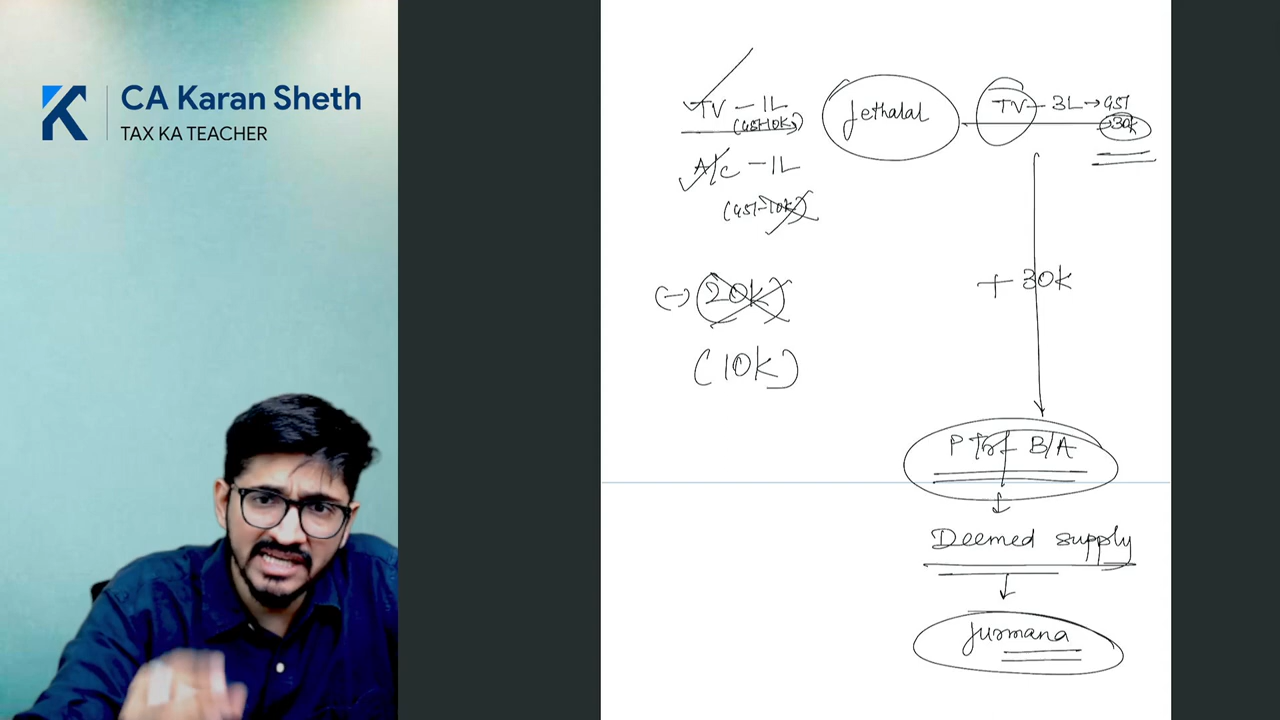 CA Karan Sheth
TAX KA TEACHER
TV - 1L
(GST-10k)
A/C - 1L
(GST-10k)
(-) (20k)
(10k)
Jethalal
TV - 3L → GST
→ 30k
+ 30k
P Trf B/A
Deemed supply
Jurmana